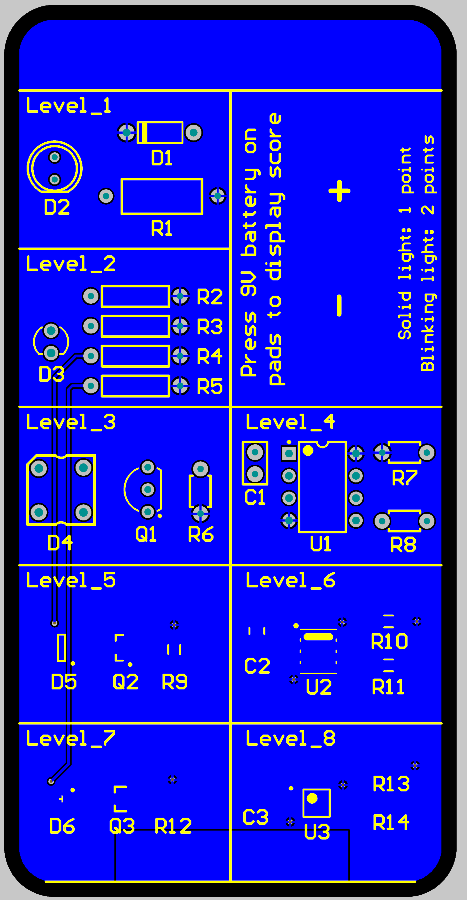 Level_1
D1
D2
R1
Level_2
R2
R3
R4
D3
R5
Press 9V battery on
pads to display score
+
-
Solid light: 1 point
Blinking light: 2 points
Level_3
D4
Q1
R6
Level_4
C1
U1
R7
R8
Level_5
D5
Q2
R9
Level_6
C2
U2
R10
R11
Level_7
D6
Q3
R12
Level_8
C3
U3
R13
R14